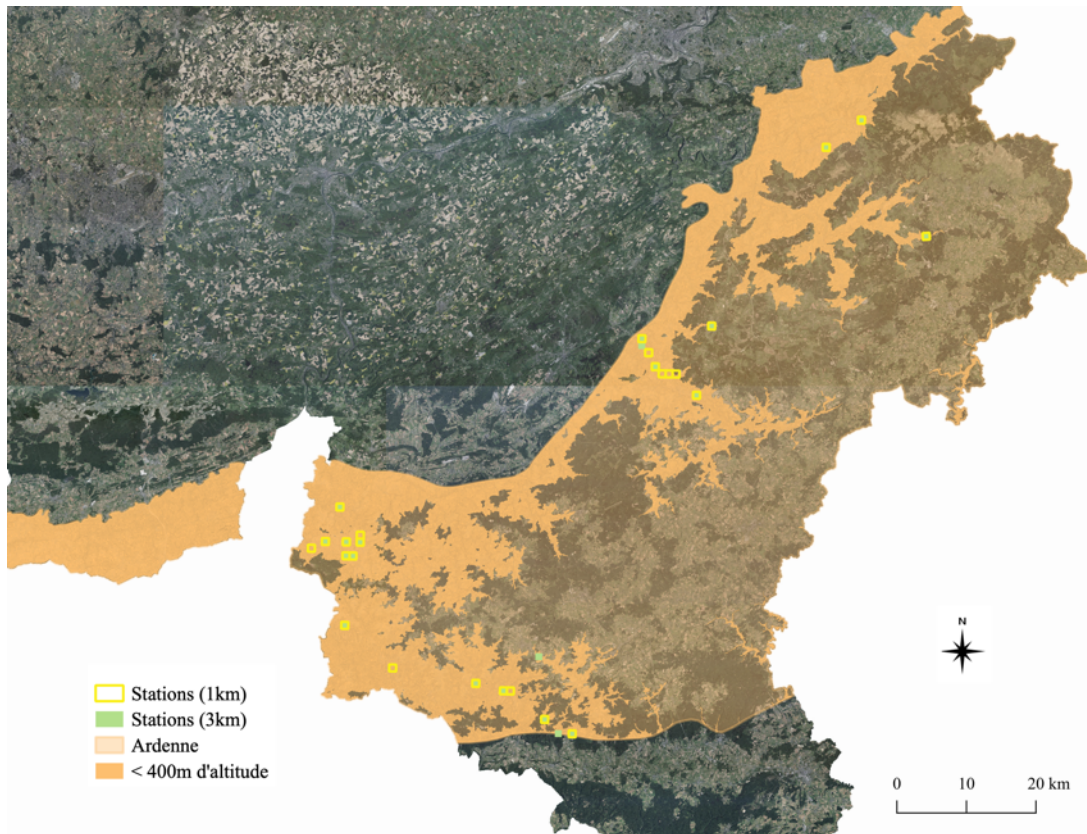 N
Stations (1km)
Stations (3km)
Ardenne
< 400m d'altitude
0 10 20 km